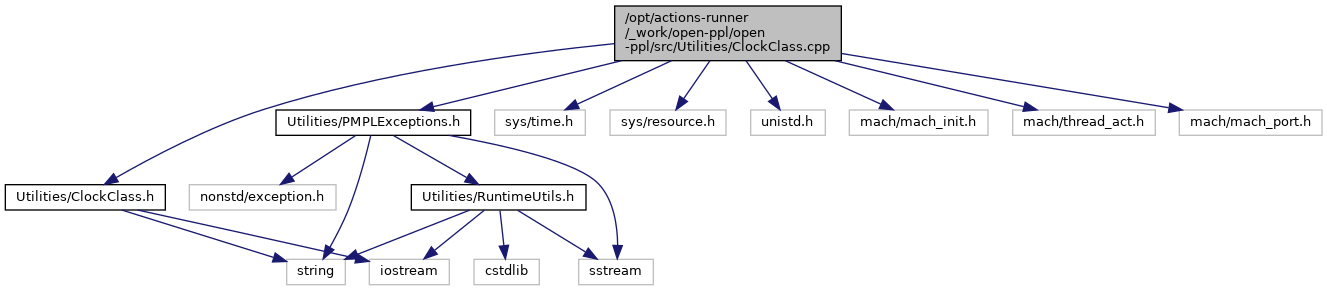 /opt/actions-runner
/_work/open-ppl/open
-ppl/src/Utilities/ClockClass.cpp
Utilities/PMPLExceptions.h
sys/time.h
sys/resource.h
unistd.h
mach/mach_init.h
mach/thread_act.h
mach/mach_port.h
Utilities/ClockClass.h
nonstd/exception.h
Utilities/RuntimeUtils.h
string
iostream
cstdlib
sstream